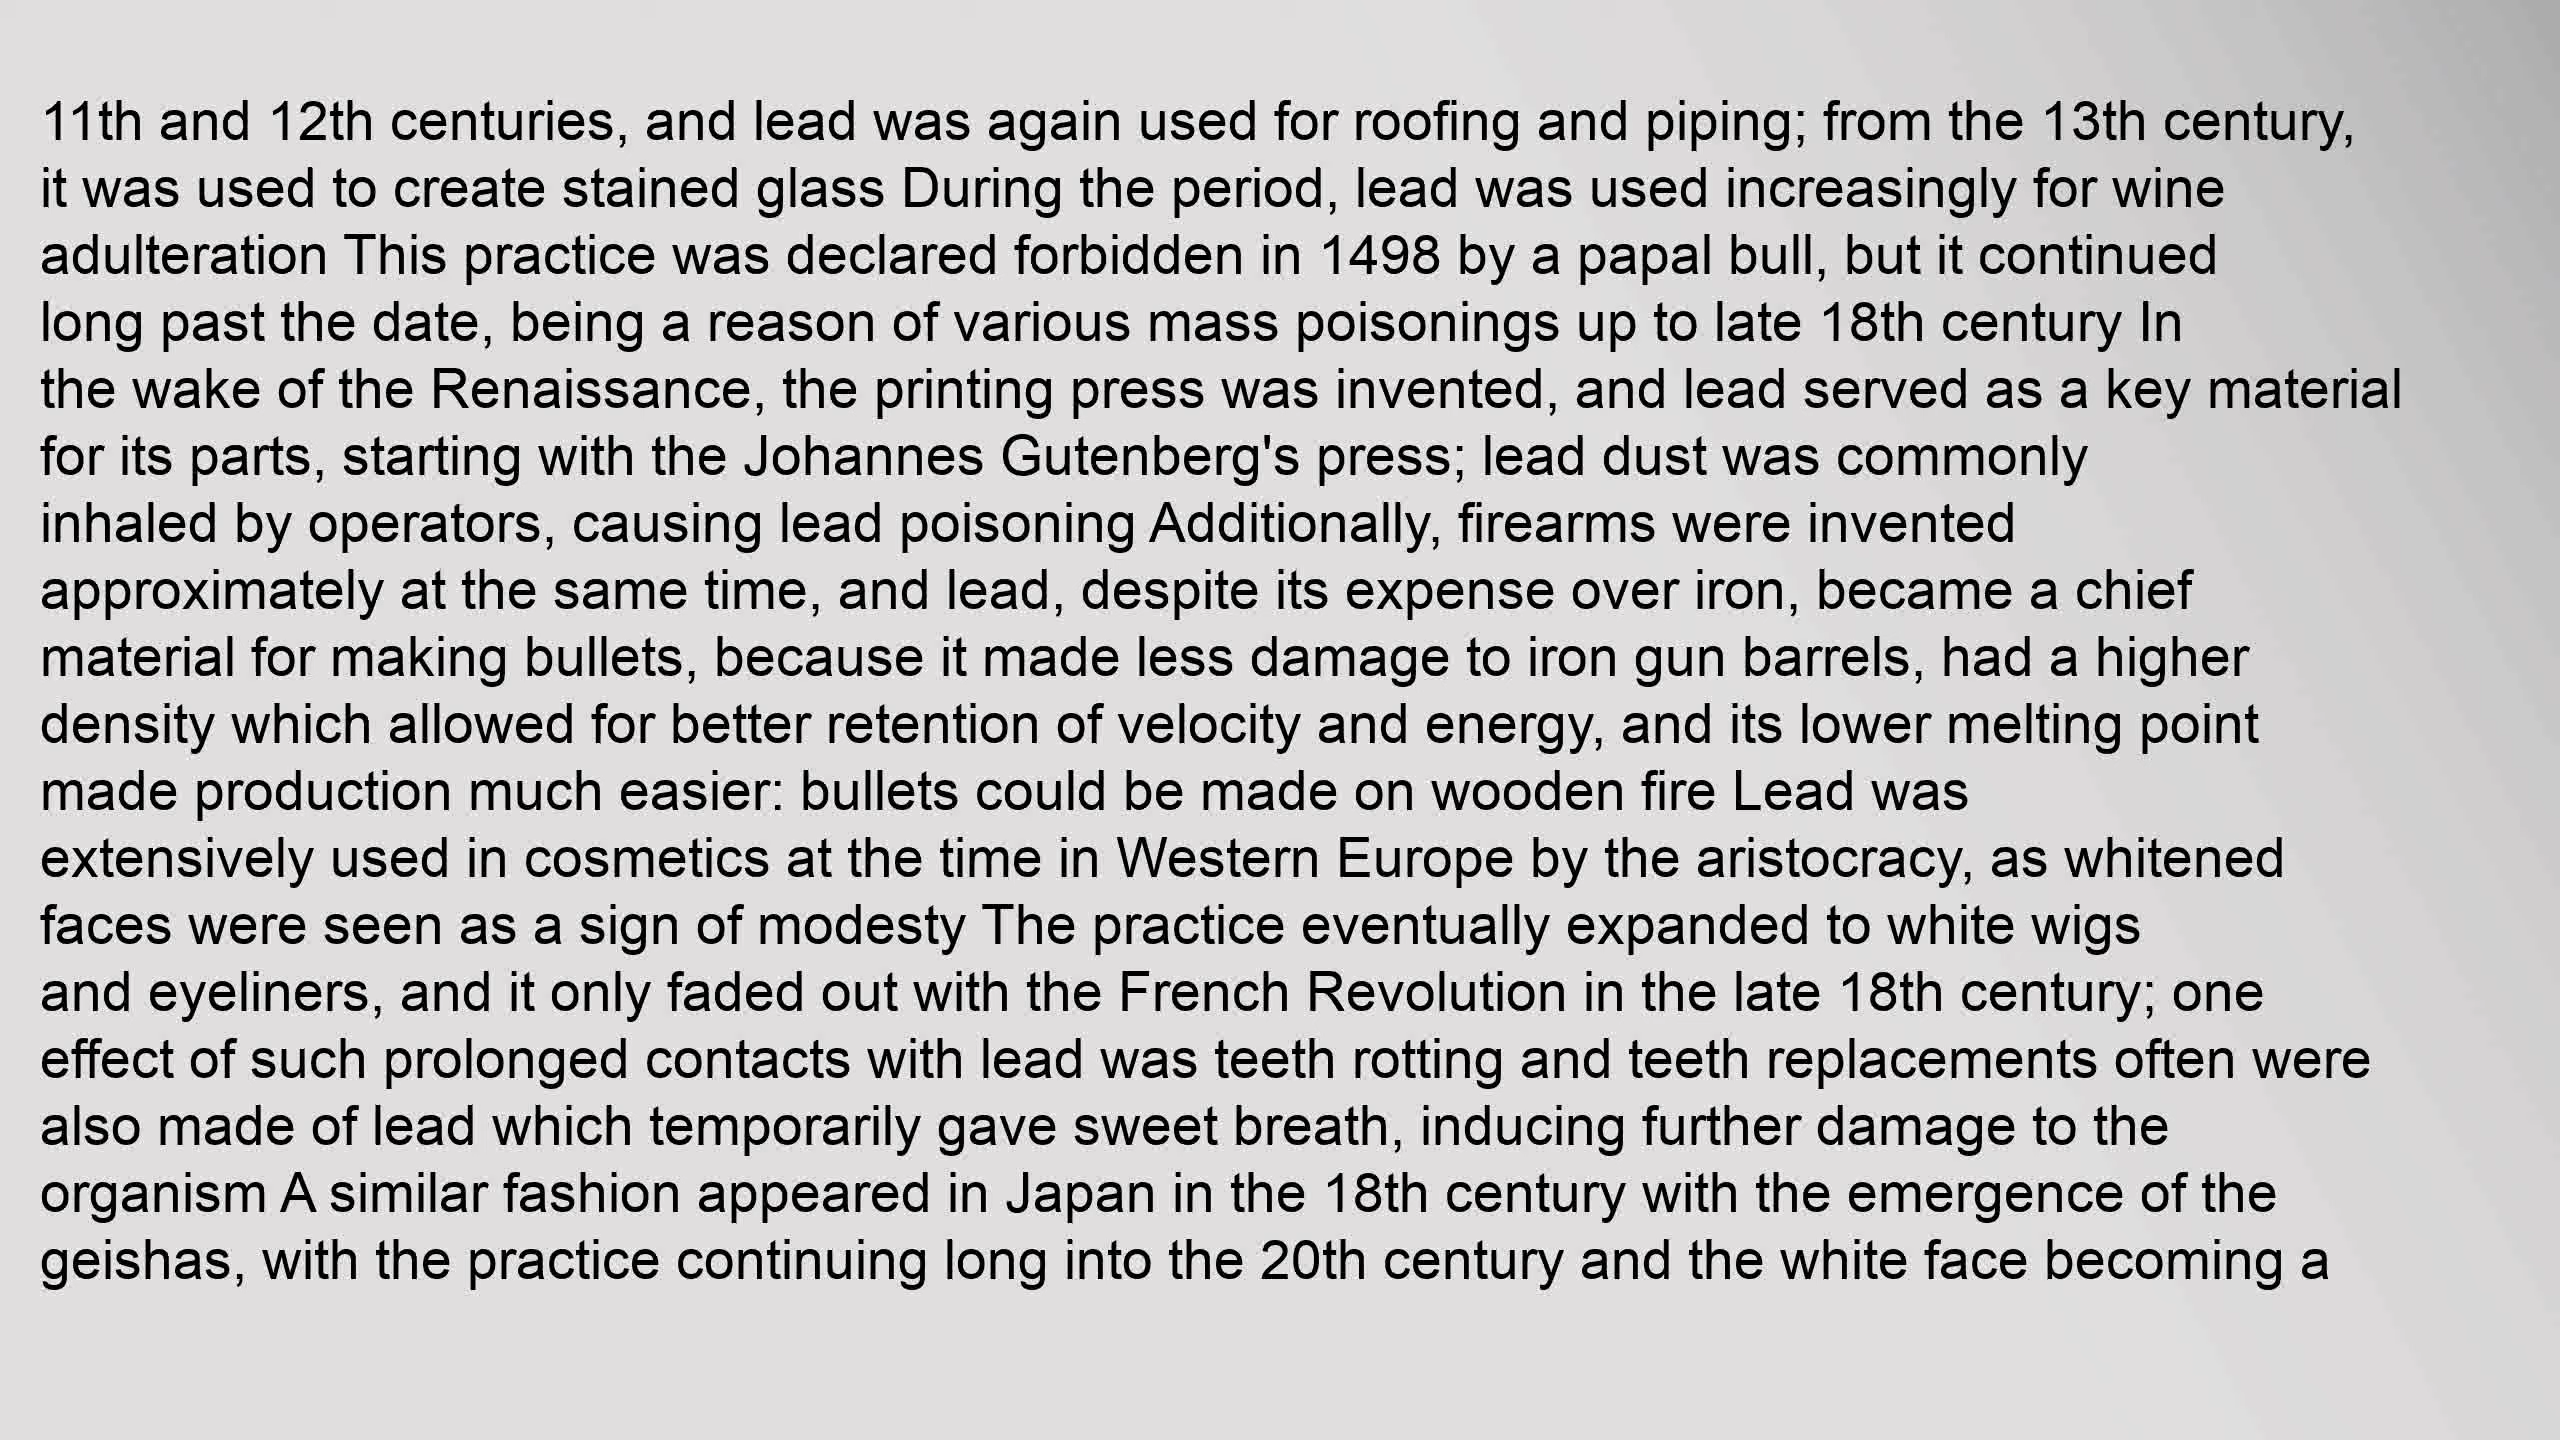 11th and 12th centuries, and lead was again used for roofing and piping; from the 13th century,
it was used to create stained glass During the period, lead was used increasingly for wine
adulteration This practice was declared forbidden in 1498 by a papal bull, but it continued
long past the date, being a reason of various mass poisonings up to late 18th century In
the wake of the Renaissance, the printing press was invented, and lead served as a key material
for its parts, starting with the Johannes Gutenberg's press; lead dust was commonly
inhaled by operators, causing lead poisoning Additionally, firearms were invented
approximately at the same time, and lead, despite its expense over iron, became a chief
material for making bullets, because it made less damage to iron gun barrels, had a higher
density which allowed for better retention of velocity and energy, and its lower melting point
made production much easier: bullets could be made on wooden fire Lead was
extensively used in cosmetics at the time in Western Europe by the aristocracy, as whitened
faces were seen as a sign of modesty The practice eventually expanded to white wigs
and eyeliners, and it only faded out with the French Revolution in the late 18th century; one
effect of such prolonged contacts with lead was teeth rotting and teeth replacements often were
also made of lead which temporarily gave sweet breath, inducing further damage to the
organism A similar fashion appeared in Japan in the 18th century with the emergence of the
geishas, with the practice continuing long into the 20th century and the white face becoming a